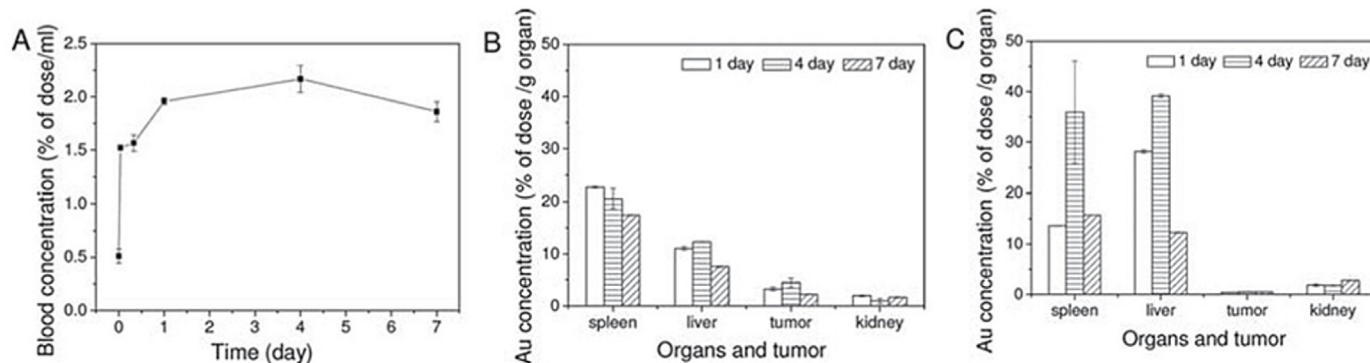 A
Blood concentration (% of dose/ml)
2.5
2.0
1.5
1.0
0.5
0.0
0 1 2 3 4 5 6 7
Time (day)
B
Au concentration (% of dose /g organ)
50
40
30
20
10
0
1 day 4 day 7 day
spleen liver tumor kidney
Organs and tumor
C
Au concentration (% of dose /g organ)
50
40
30
20
10
0
1 day 4 day 7 day
spleen liver tumor kidney
Organs and tumor